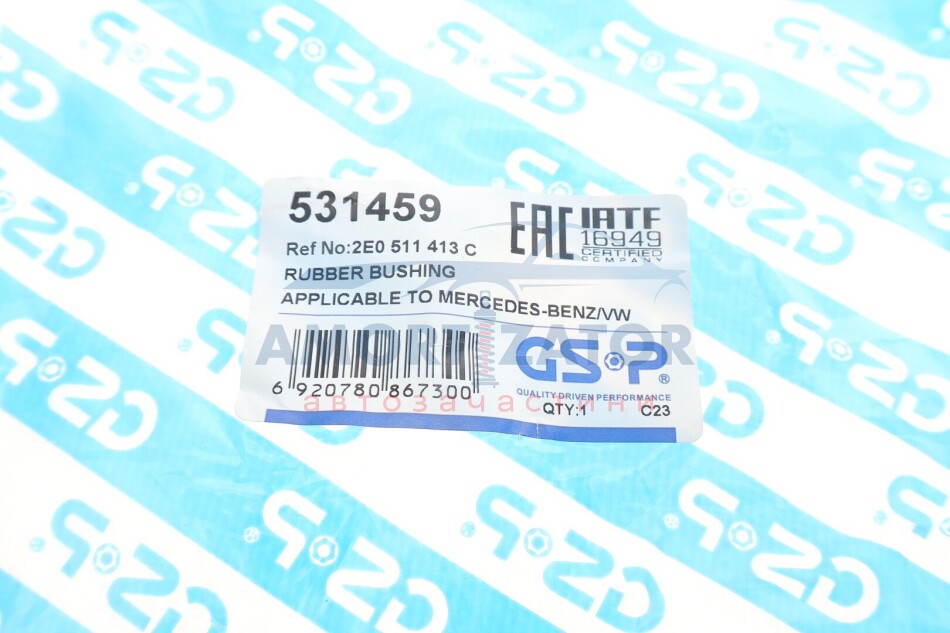 531459
EAC IATF
16949
CERTIFIED
COMPANY
Ref No:2E0 511 413 C
RUBBER BUSHING
APPLICABLE TO MERCEDES-BENZ/VW
AMORTIZATOR
автозачастини
6 920780 867300
GSP®
QUALITY DRIVEN PERFORMANCE
QTY:1 C23